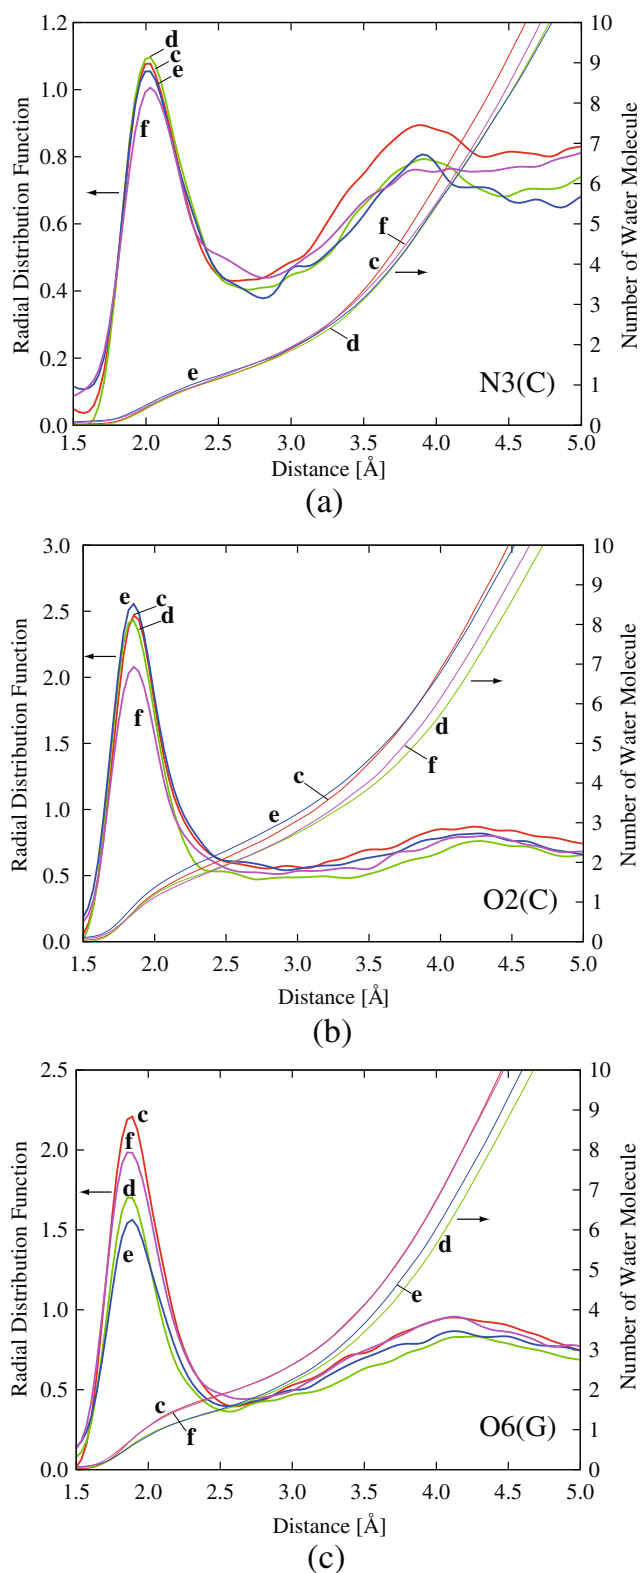 1.2
1.0
0.8
0.6
0.4
0.2
0.0
Radial Distribution Function
10
9
8
7
6
5
4
3
2
1
0
Number of Water Molecule
d
c
e
f
f
c
d
e
N3(C)
1.5 2.0 2.5 3.0 3.5 4.0 4.5 5.0
Distance [Å]
(a)
3.0
2.5
2.0
1.5
1.0
0.5
0.0
Radial Distribution Function
10
9
8
7
6
5
4
3
2
1
0
Number of Water Molecule
e
c
d
f
d
f
c
e
O2(C)
1.5 2.0 2.5 3.0 3.5 4.0 4.5 5.0
Distance [Å]
(b)
2.5
2.0
1.5
1.0
0.5
0.0
Radial Distribution Function
10
9
8
7
6
5
4
3
2
1
0
Number of Water Molecule
c
f
d
e
d
e
c
f
O6(G)
1.5 2.0 2.5 3.0 3.5 4.0 4.5 5.0
Distance [Å]
(c)